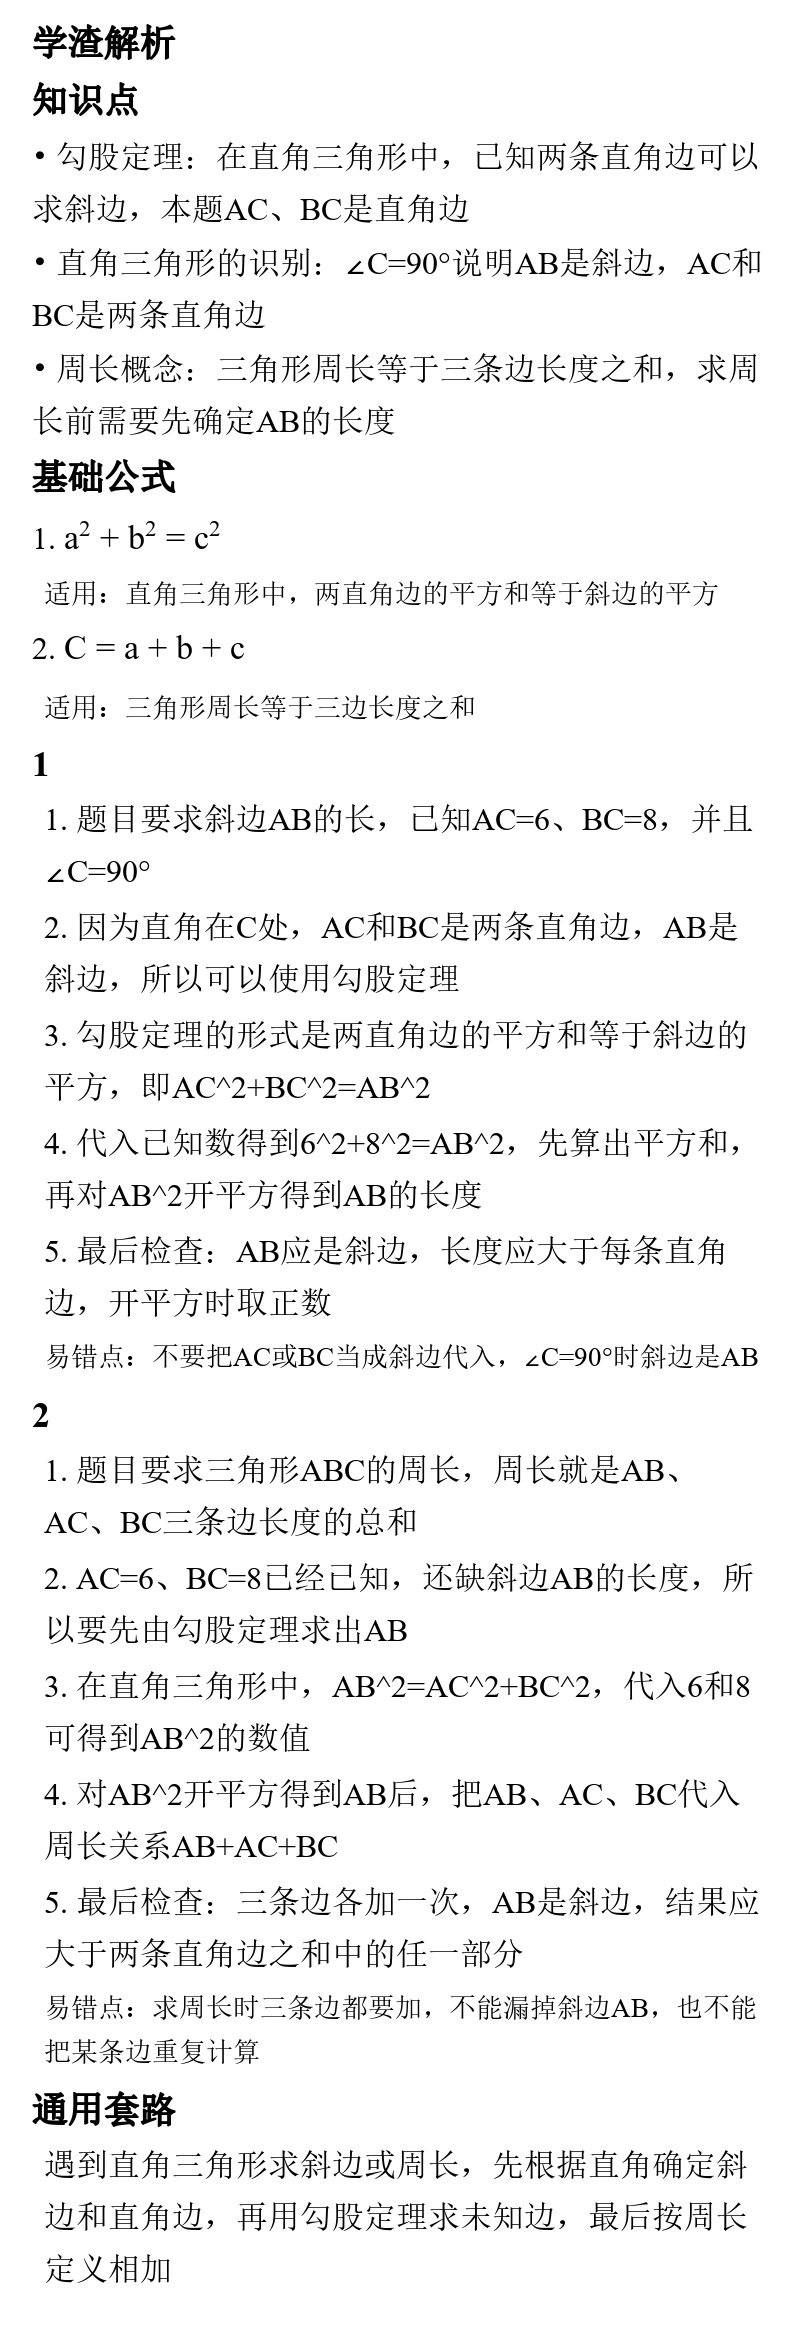 学渣解析
知识点
• 勾股定理：在直角三角形中，已知两条直角边可以
求斜边，本题AC、BC是直角边
• 直角三角形的识别：∠C=90°说明AB是斜边，AC和
BC是两条直角边
• 周长概念：三角形周长等于三条边长度之和，求周
长前需要先确定AB的长度
基础公式
1. a² + b² = c²
适用：直角三角形中，两直角边的平方和等于斜边的平方
2. C = a + b + c
适用：三角形周长等于三边长度之和
1
1. 题目要求斜边AB的长，已知AC=6、BC=8，并且
∠C=90°
2. 因为直角在C处，AC和BC是两条直角边，AB是
斜边，所以可以使用勾股定理
3. 勾股定理的形式是两直角边的平方和等于斜边的
平方，即AC^2+BC^2=AB^2
4. 代入已知数得到6^2+8^2=AB^2，先算出平方和，
再对AB^2开平方得到AB的长度
5. 最后检查：AB应是斜边，长度应大于每条直角
边，开平方时取正数
易错点：不要把AC或BC当成斜边代入，∠C=90°时斜边是AB
2
1. 题目要求三角形ABC的周长，周长就是AB、
AC、BC三条边长度的总和
2. AC=6、BC=8已经已知，还缺斜边AB的长度，所
以要先由勾股定理求出AB
3. 在直角三角形中，AB^2=AC^2+BC^2，代入6和8
可得到AB^2的数值
4. 对AB^2开平方得到AB后，把AB、AC、BC代入
周长关系AB+AC+BC
5. 最后检查：三条边各加一次，AB是斜边，结果应
大于两条直角边之和中的任一部分
易错点：求周长时三条边都要加，不能漏掉斜边AB，也不能
把某条边重复计算
通用套路
遇到直角三角形求斜边或周长，先根据直角确定斜
边和直角边，再用勾股定理求未知边，最后按周长
定义相加